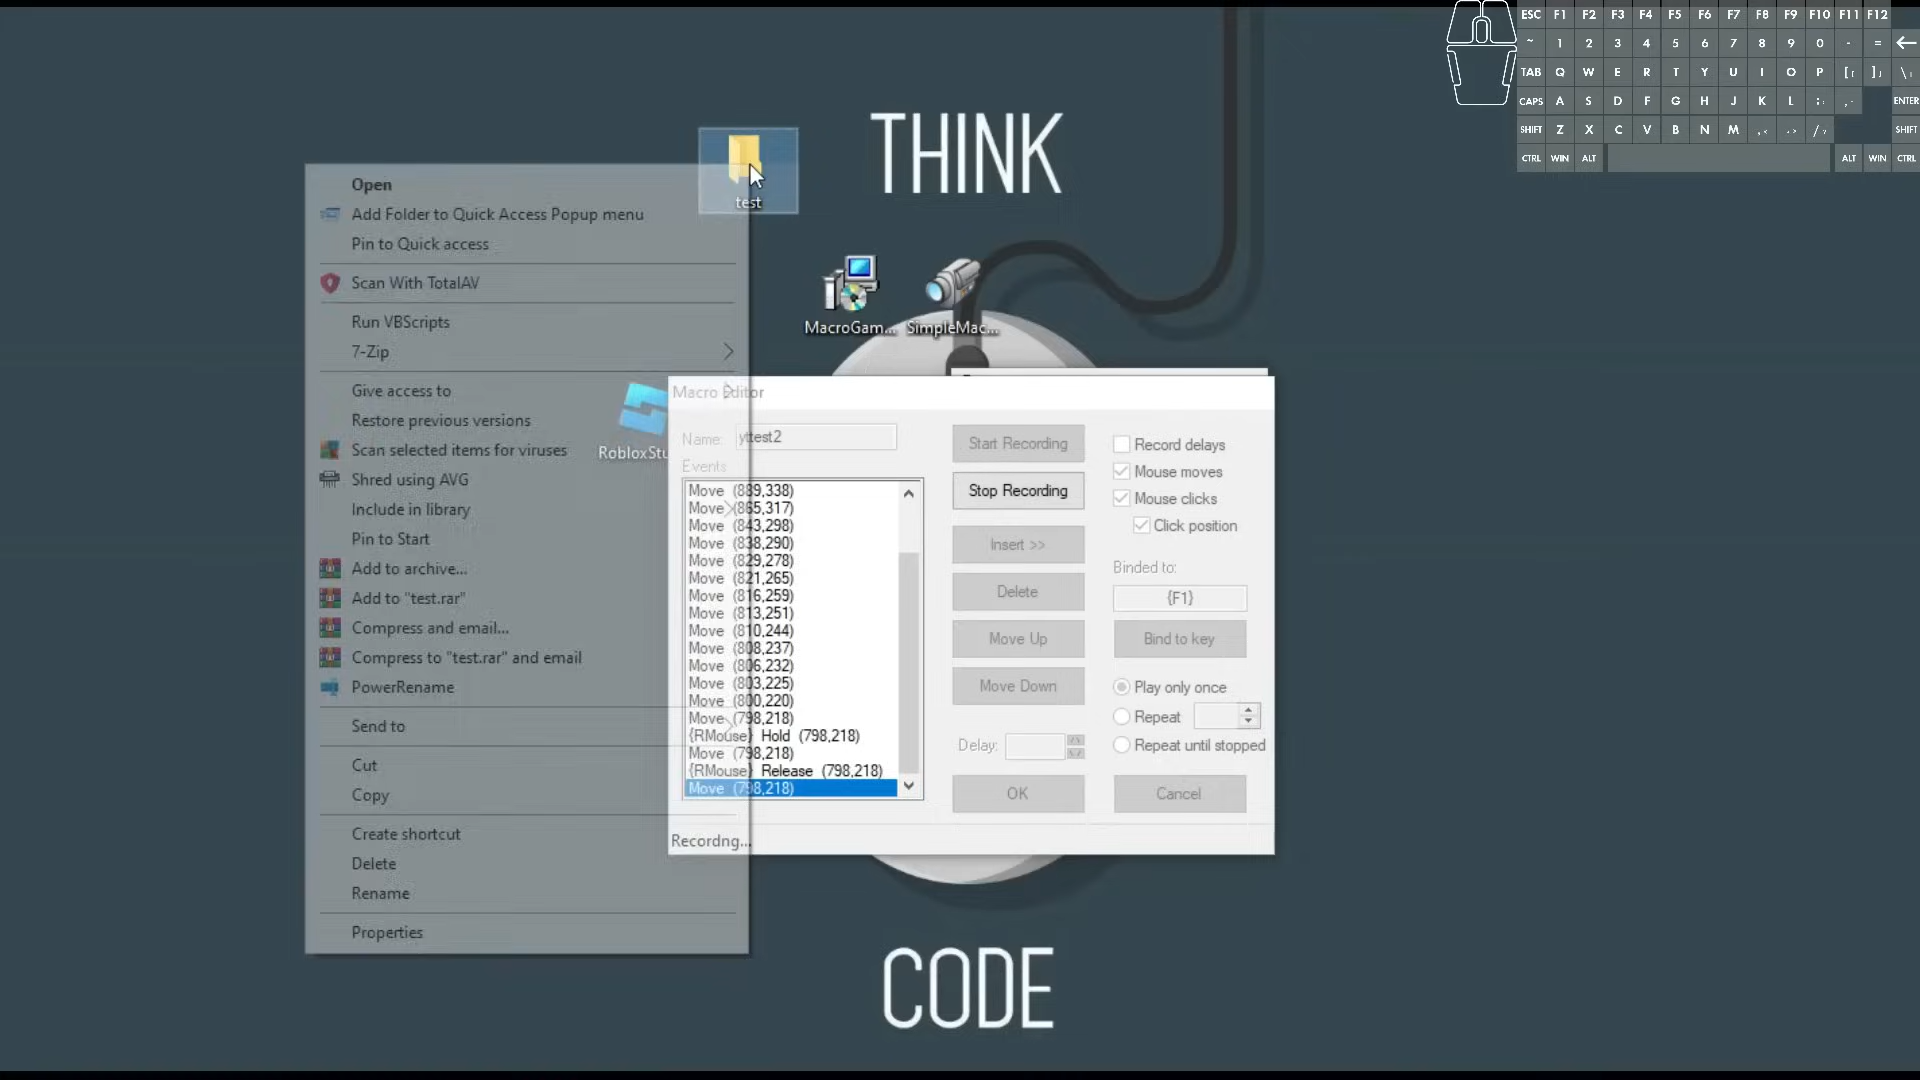 ESC F1 F2 F3 F4 F5 F6 F7 F8 F9 F10 F11 F12
~ 1 2 3 4 5 6 7 8 9 0 - =
TAB Q W E R T Y U I O P [ ] \
CAPS A S D F G H J K L ; ENTER
SHIFT Z X C V B N M , . / SHIFT
CTRL WIN ALT ALT WIN CTRL
THINK
test
MacroGam...
SimpleMac...
RobloxStu
Open
Add Folder to Quick Access Popup menu
Pin to Quick access
Scan With TotalAV
Run VBScripts
7-Zip
Give access to
Restore previous versions
Scan selected items for viruses
Shred using AVG
Include in library
Pin to Start
Add to archive...
Add to "test.rar"
Compress and email...
Compress to "test.rar" and email
PowerRename
Send to
Cut
Copy
Create shortcut
Delete
Rename
Properties
Macro Editor
Name: yttest2
Events
Move (889,338)
Move (865,317)
Move (843,298)
Move (838,290)
Move (829,278)
Move (821,265)
Move (816,259)
Move (813,251)
Move (810,244)
Move (808,237)
Move (806,232)
Move (803,225)
Move (800,220)
Move (798,218)
{RMouse} Hold (798,218)
Move (798,218)
{RMouse} Release (798,218)
Move (798,218)
Recordng...
Start Recording
Stop Recording
Insert >>
Delete
Move Up
Move Down
Delay:
OK
Record delays
Mouse moves
Mouse clicks
Click position
Binded to:
{F1}
Bind to key
Play only once
Repeat
Repeat until stopped
Cancel
CODE